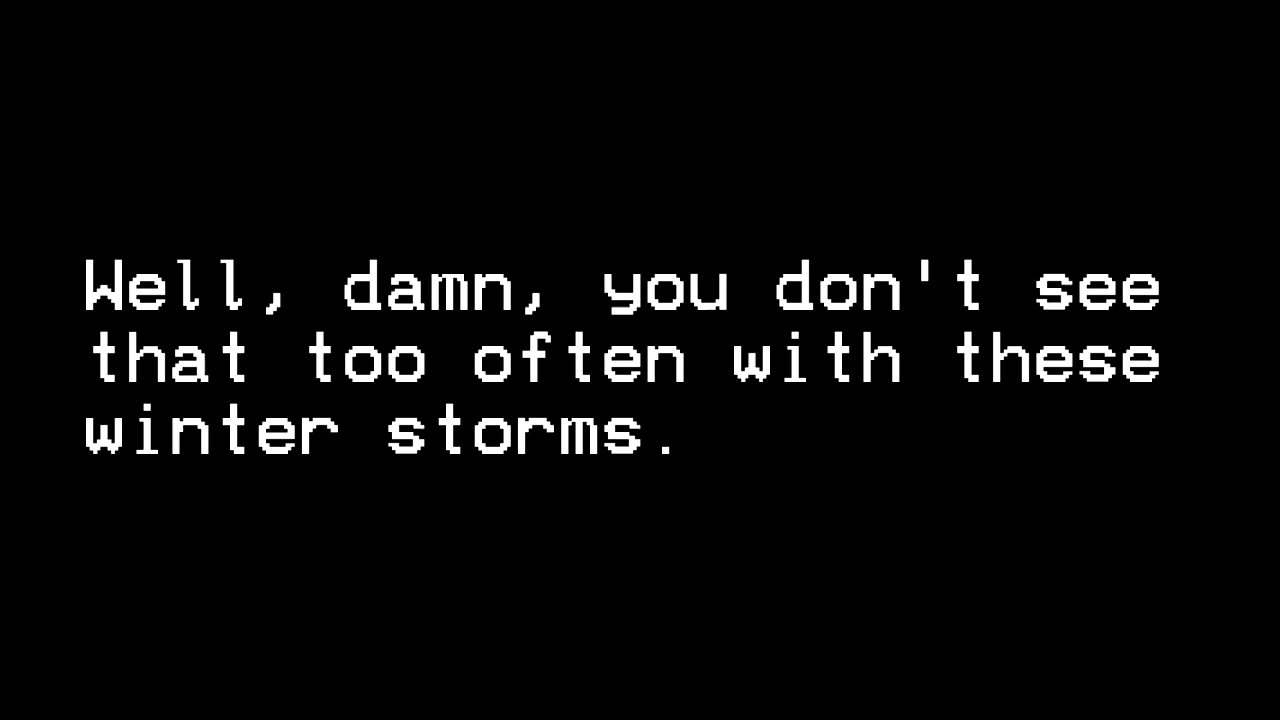 Well, damn, you don't see
that too often with these
winter storms.